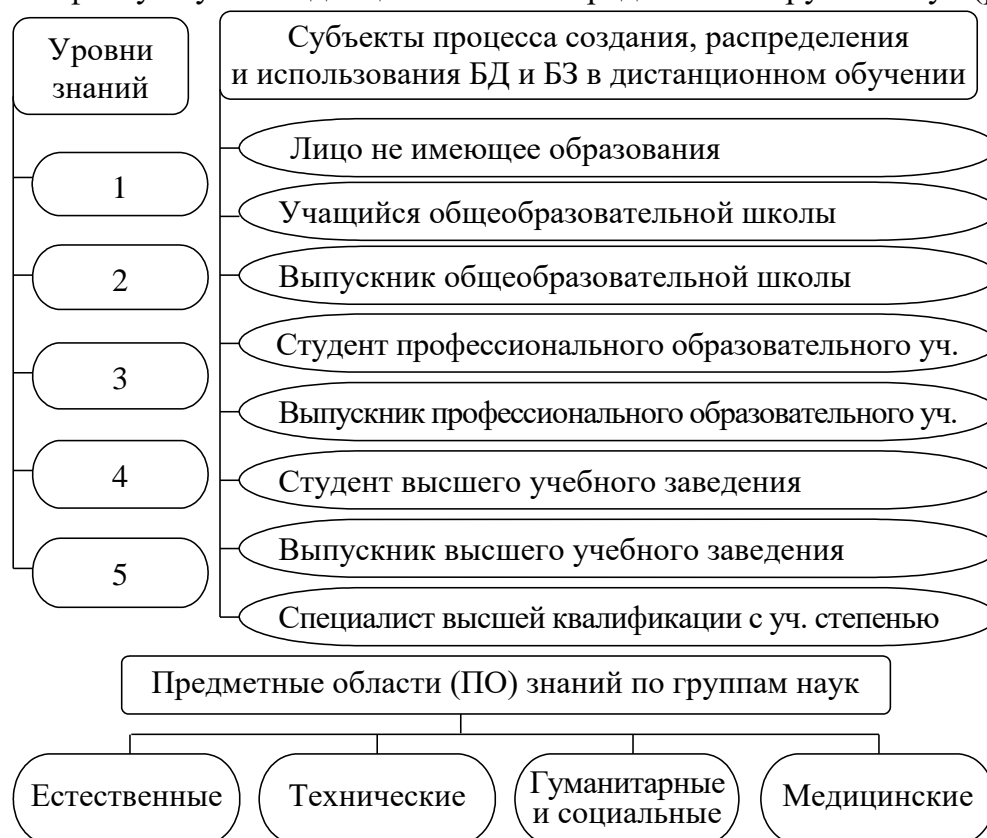 Уровни
знаний
Субъекты процесса создания, распределения
и использования БД и БЗ в дистанционном обучении
1
2
3
4
5
Лицо не имеющее образования
Учащийся общеобразовательной школы
Выпускник общеобразовательной школы
Студент профессионального образовательного уч.
Выпускник профессионального образовательного уч.
Студент высшего учебного заведения
Выпускник высшего учебного заведения
Специалист высшей квалификации с уч. степенью
Предметные области (ПО) знаний по группам наук
Естественные
Технические
Гуманитарные
и социальные
Медицинские